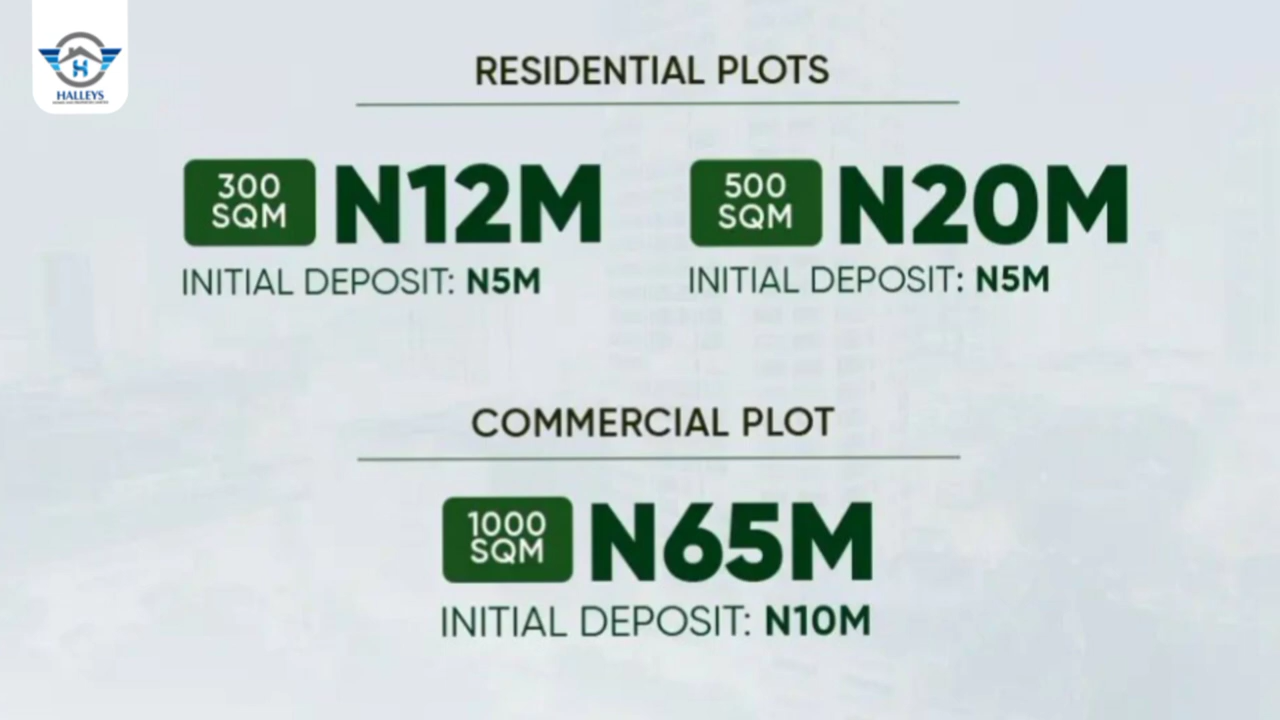 HALLEYS
RESIDENTIAL PLOTS
300 SQM
N12M
INITIAL DEPOSIT: N5M
500 SQM
N20M
INITIAL DEPOSIT: N5M
COMMERCIAL PLOT
1000 SQM
N65M
INITIAL DEPOSIT: N10M